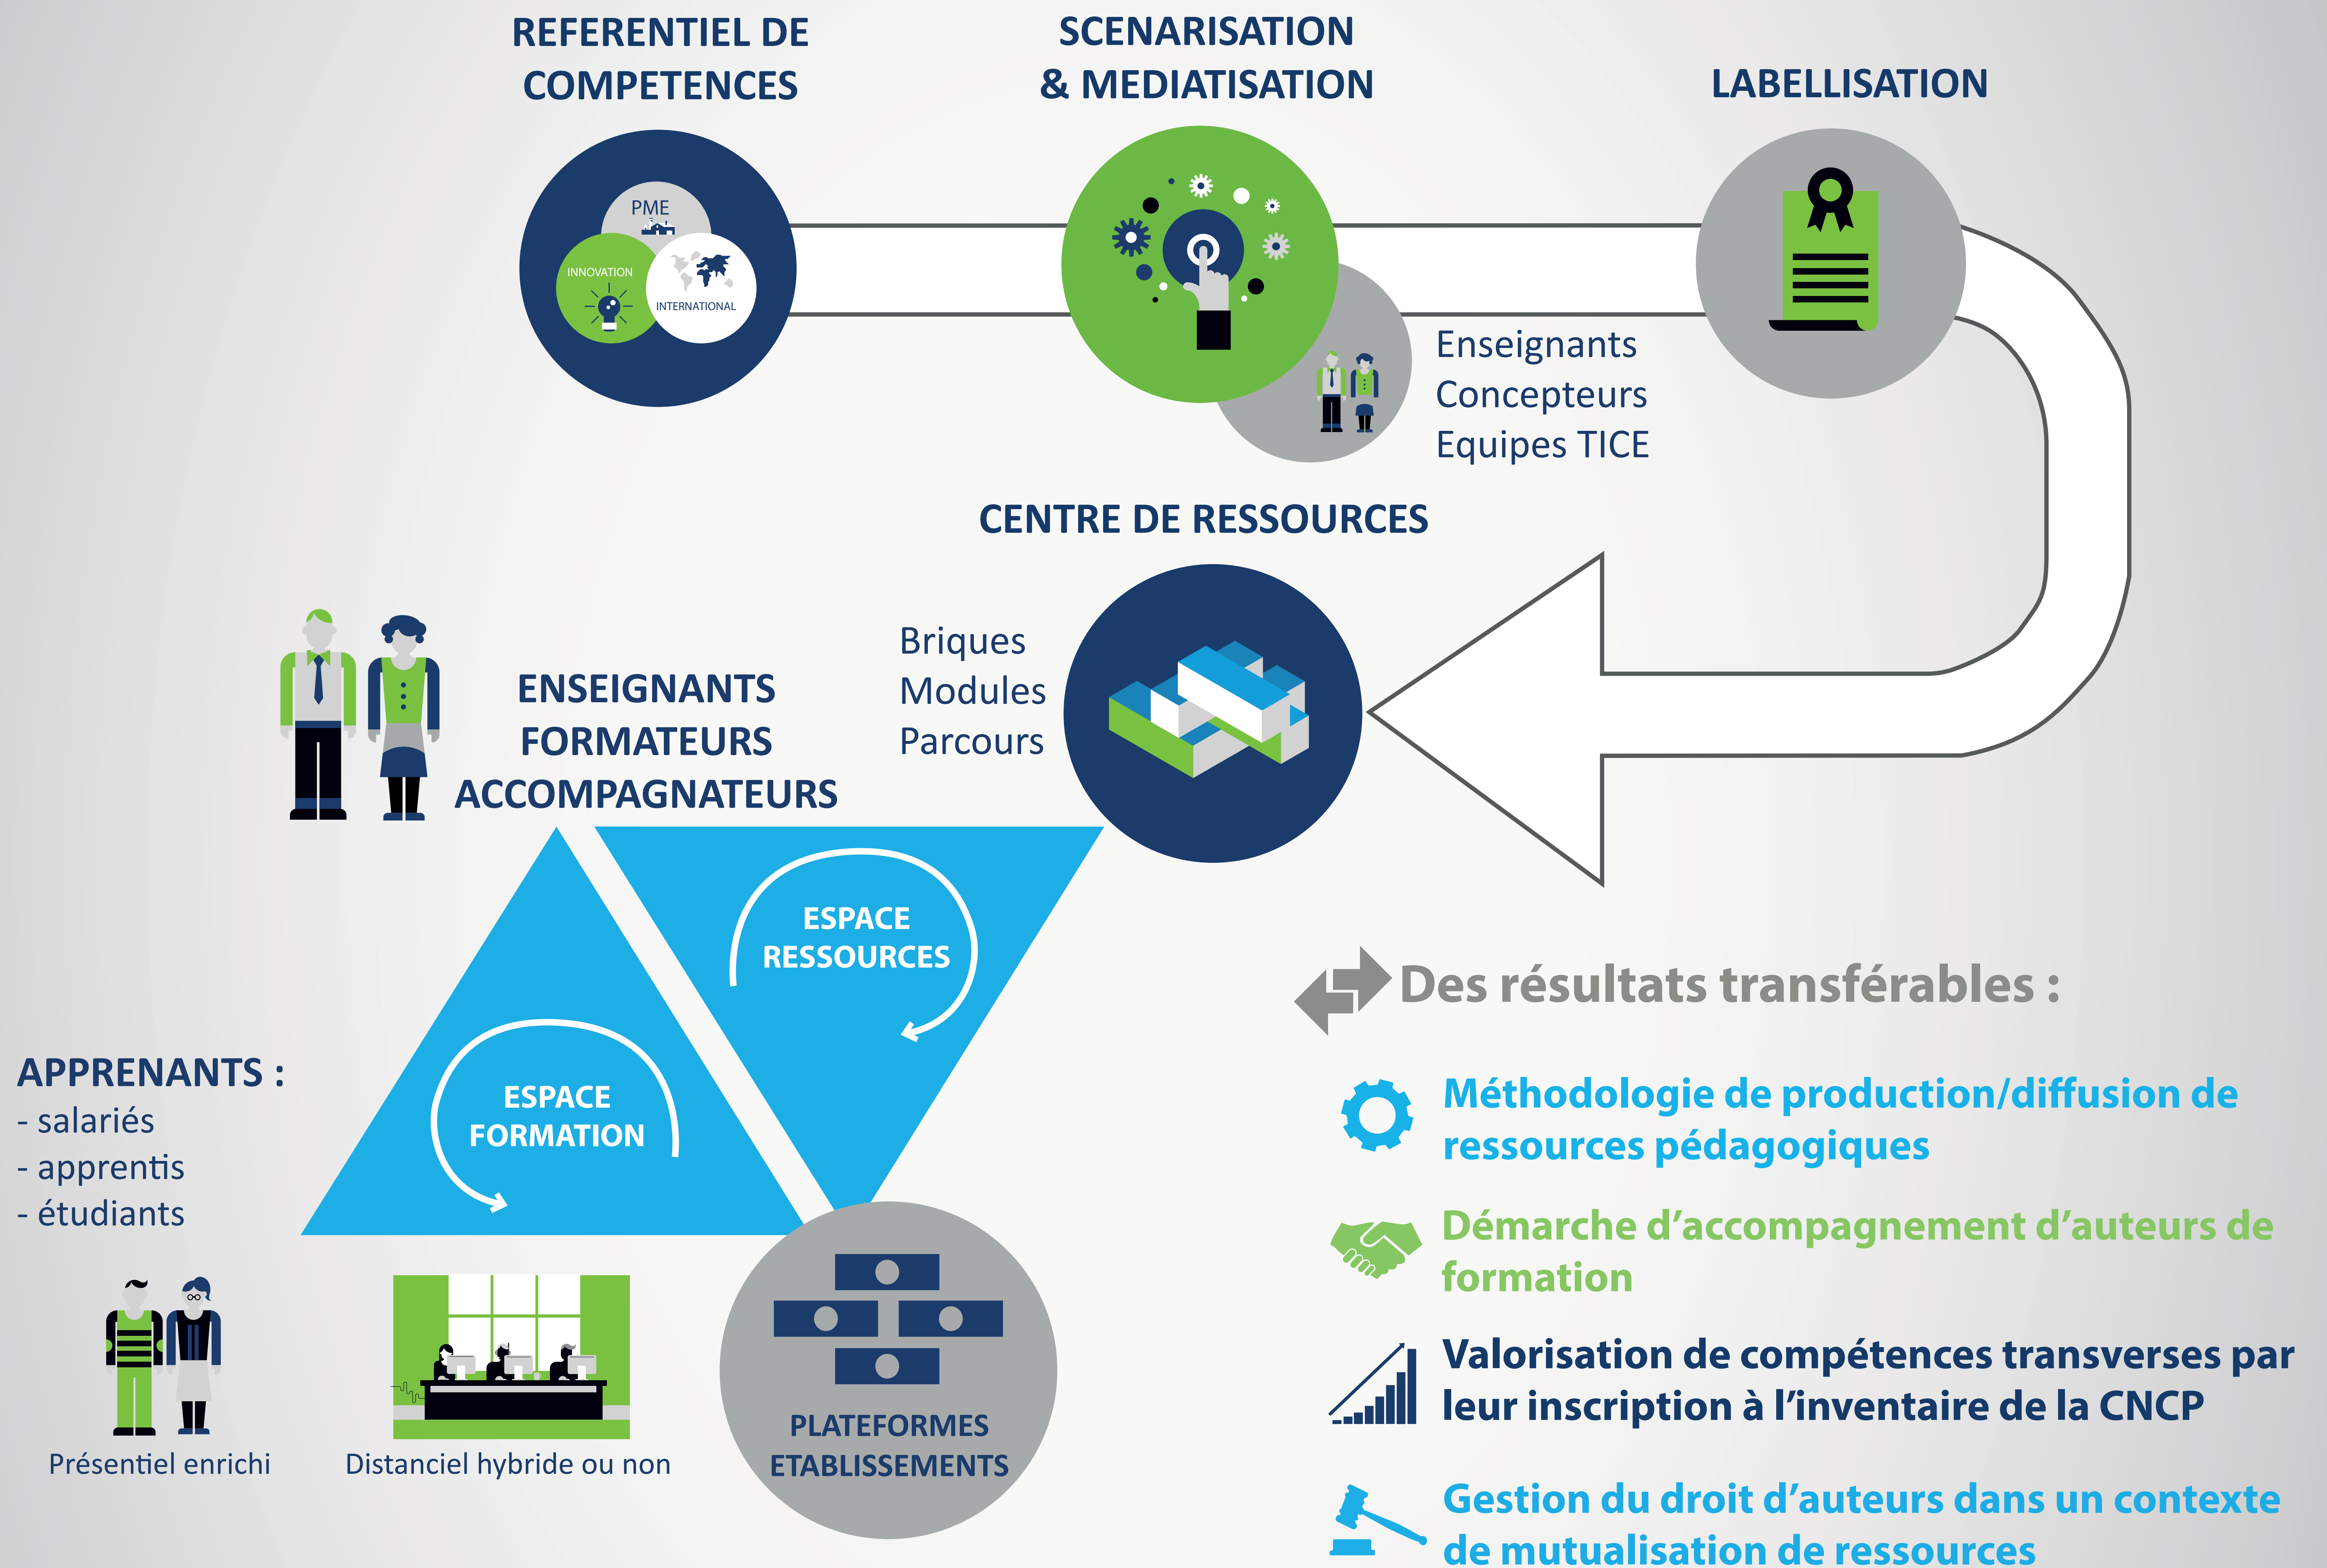 REFERENTIEL DE
COMPETENCES
SCENARISATION
& MEDIATISATION
LABELLISATION
PME
INNOVATION
INTERNATIONAL
Enseignants
Concepteurs
Equipes TICE
CENTRE DE RESSOURCES
Briques
Modules
Parcours
ENSEIGNANTS
FORMATEURS
ACCOMPAGNATEURS
ESPACE
RESSOURCES
ESPACE
FORMATION
APPRENANTS :
- salariés
- apprentis
- étudiants
Présentiel enrichi
Distanciel hybride ou non
PLATEFORMES
ETABLISSEMENTS
Des résultats transférables :
Méthodologie de production/diffusion de
ressources pédagogiques
Démarche d’accompagnement d’auteurs de
formation
Valorisation de compétences transverses par
leur inscription à l’inventaire de la CNCP
Gestion du droit d’auteurs dans un contexte
de mutualisation de ressources